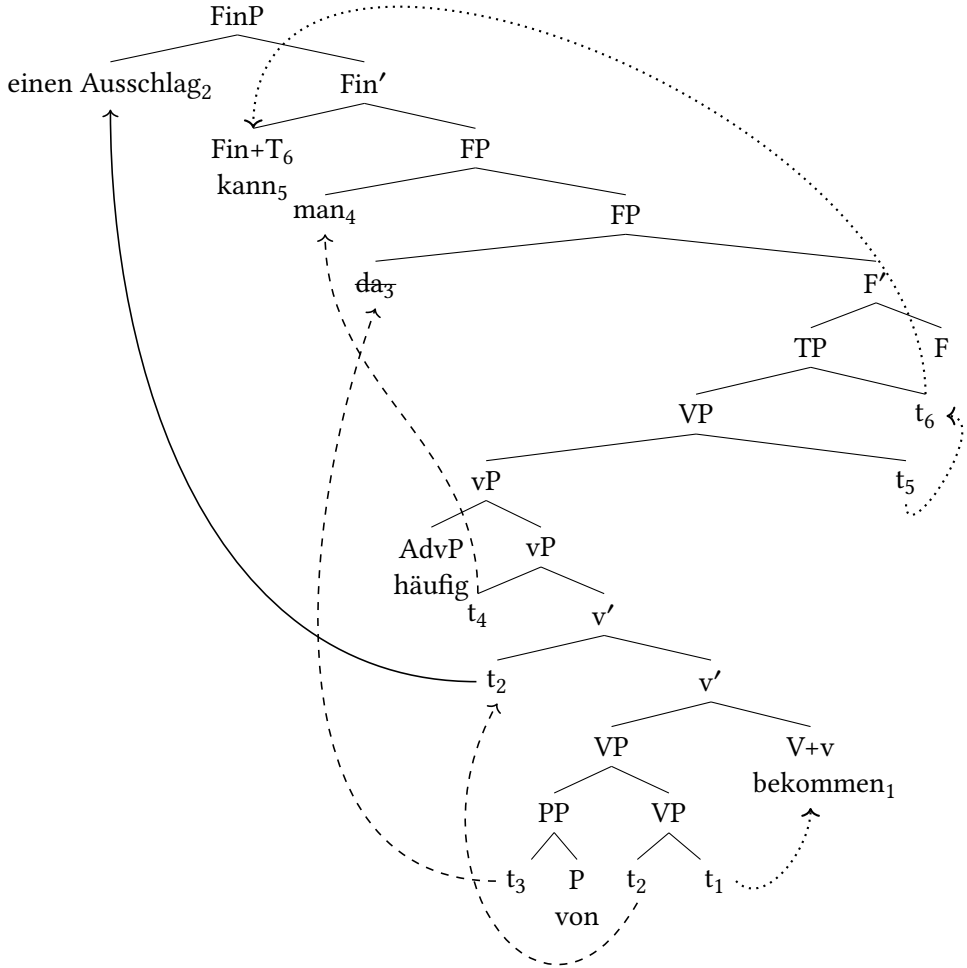 FinP
einen Ausschlag₂ Fin′
Fin+T₆ FP
kann₅
man₄ FP
d̶a̶₃ F′
TP F
VP t₆
vP t₅
AdvP vP
häufig
t₄ v′
t₂ v′
VP V+v
bekommen₁
PP VP
t₃ P t₂ t₁
von